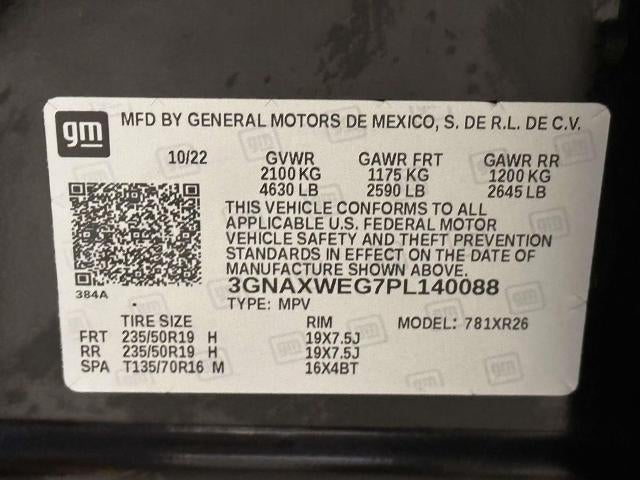 gm MFD BY GENERAL MOTORS DE MEXICO, S. DE R.L. DE C.V.
10/22 GVWR GAWR FRT GAWR RR
2100 KG 1175 KG 1200 KG
4630 LB 2590 LB 2645 LB
THIS VEHICLE CONFORMS TO ALL
APPLICABLE U.S. FEDERAL MOTOR
VEHICLE SAFETY AND THEFT PREVENTION
STANDARDS IN EFFECT ON THE DATE OF
MANUFACTURE SHOWN ABOVE.
384A 3GNAXWEG7PL140088
TYPE: MPV
TIRE SIZE RIM MODEL: 781XR26
FRT 235/50R19 H 19X7.5J
RR 235/50R19 H 19X7.5J
SPA T135/70R16 M 16X4BT